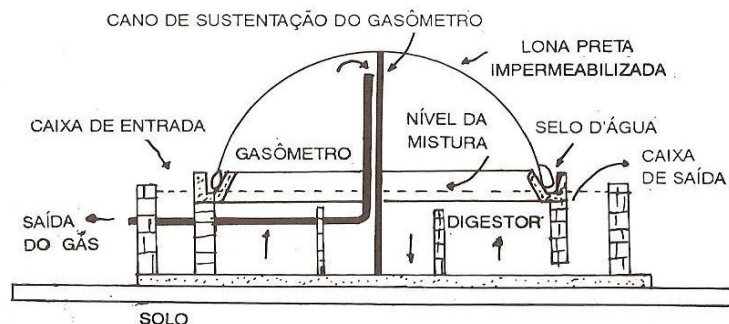 CANO DE SUSTENTAÇÃO DO GASÔMETRO
LONA PRETA
IMPERMEABILIZADA
CAIXA DE ENTRADA
NÍVEL DA
MISTURA
SELO D'ÁGUA
GASÔMETRO
CAIXA
DE SAÍDA
SAÍDA
DO GÁS
DIGESTOR
SOLO